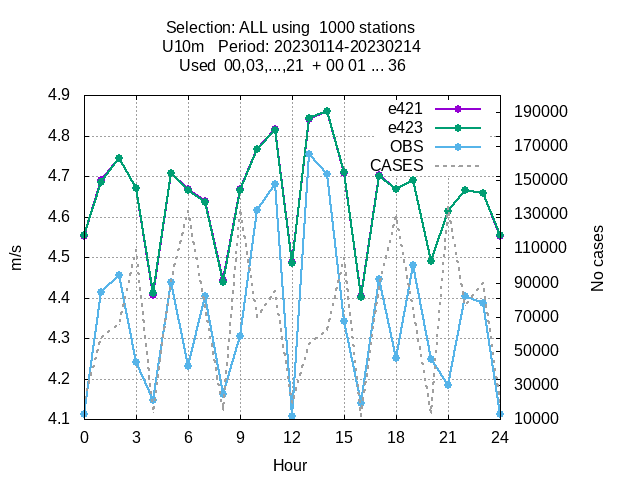 Selection: ALL using  1000 stations
U10m   Period: 20230114-20230214
Used  00,03,...,21  + 00 01 ... 36
4.9
4.8
4.7
4.6
4.5
4.4
4.3
4.2
4.1
m/s
e421
e423
OBS
CASES
190000
170000
150000
130000
110000
90000
70000
50000
30000
10000
No cases
0 3 6 9 12 15 18 21 24
Hour